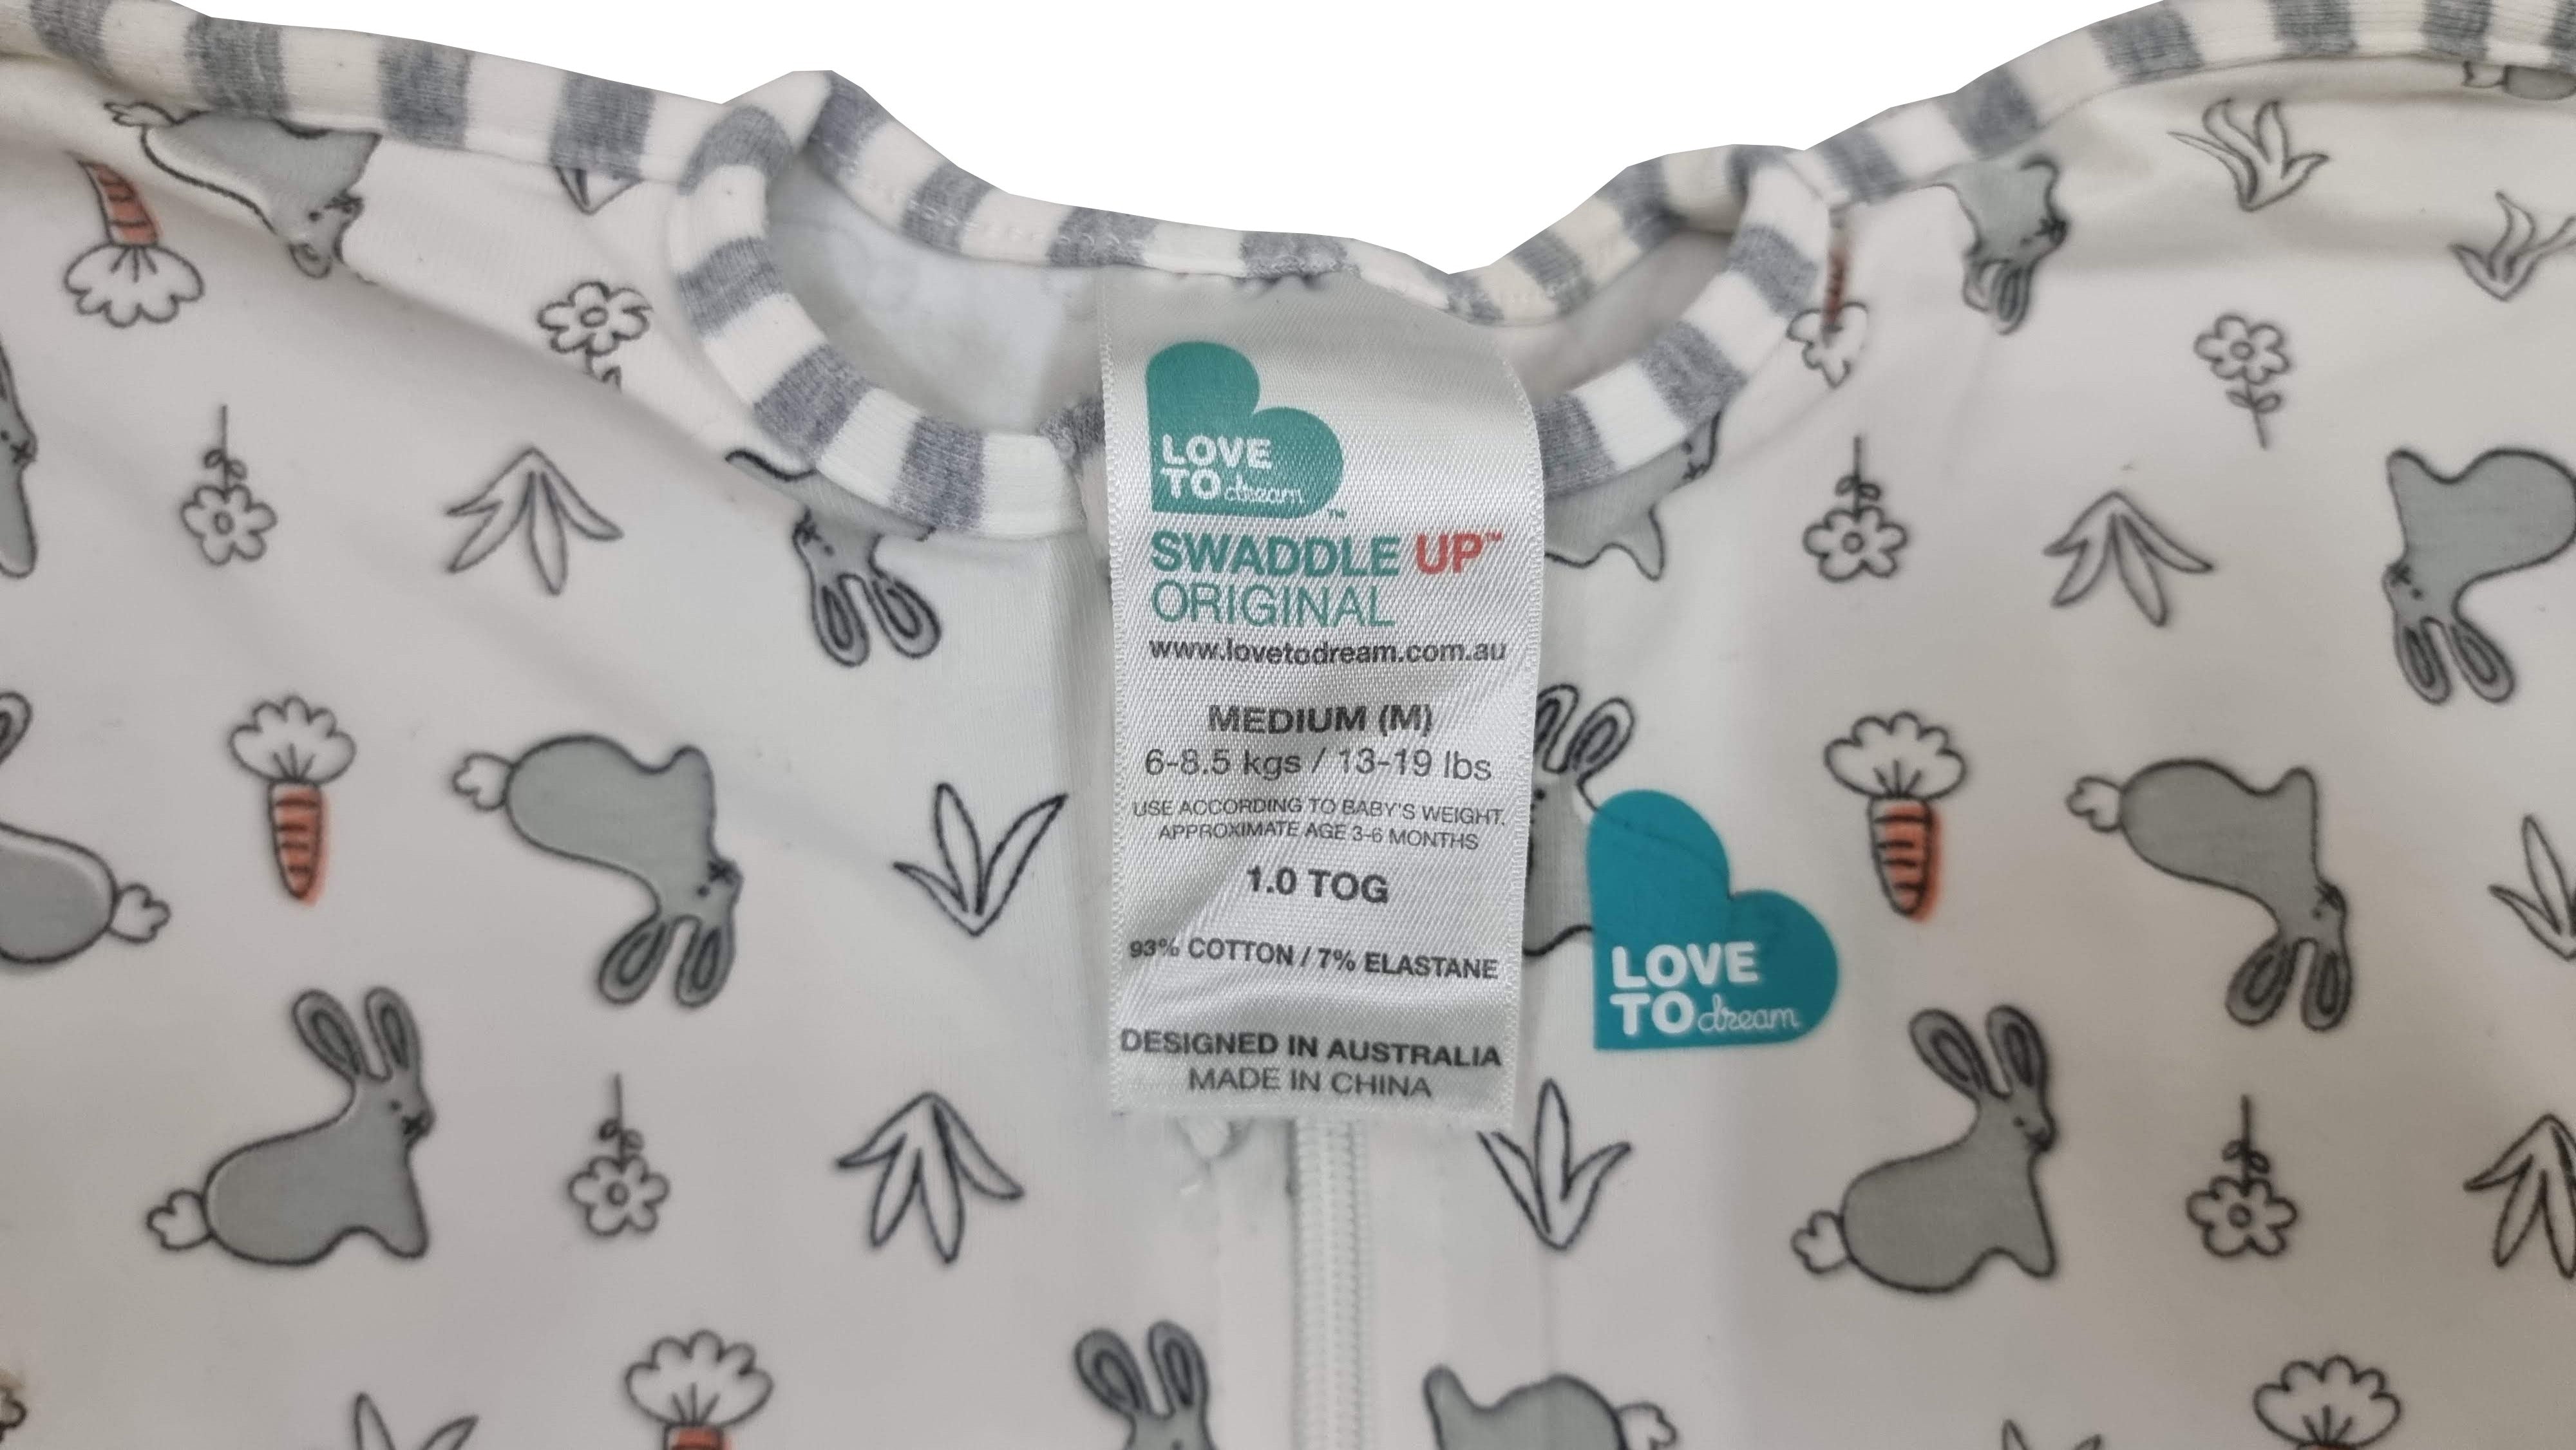 LOVE
TO dream™
SWADDLE UP™
ORIGINAL
www.lovetodream.com.au
MEDIUM (M)
6-8.5 kgs / 13-19 lbs
USE ACCORDING TO BABY'S WEIGHT.
APPROXIMATE AGE 3-6 MONTHS
1.0 TOG
93% COTTON / 7% ELASTANE
DESIGNED IN AUSTRALIA
MADE IN CHINA
LOVE
TO dream